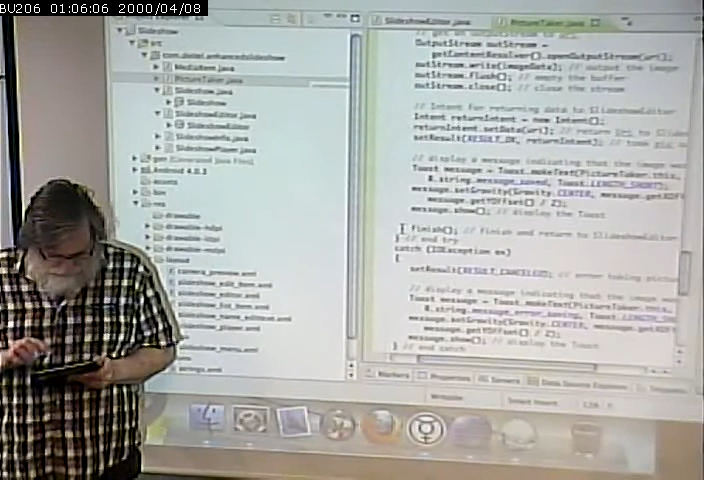 BU206 01:06:06 2000/04/08
SlideshowEditor.java
PictureTaker.java
Slideshow
src
com.deitel.enhancedslideshow
MediaItem.java
PictureTaker.java
Slideshow.java
Slideshow
SlideshowEditor.java
SlideshowEditor
SlideshowInfo.java
SlideshowPlayer.java
gen [Generated Java Files]
Android 4.0.3
assets
bin
res
drawable
drawable-hdpi
drawable-ldpi
drawable-mdpi
layout
camera_preview.xml
slideshow_edit_item.xml
slideshow_editor.xml
slideshow_list_item.xml
slideshow_name_edittext.xml
slideshow_player.xml
slideshow_menu.xml
strings.xml
OutputStream outStream =
getContentResolver().openOutputStream(uri);
outStream.write(imageData); // output the image
outStream.flush(); // empty the buffer
outStream.close(); // close the stream
// Intent for returning data to SlideshowEditor
Intent returnIntent = new Intent();
returnIntent.setData(uri); // return Uri to Slides
setResult(RESULT_OK, returnIntent); // took pic
// display a message indicating that the image was
Toast message = Toast.makeText(PictureTaker.this,
R.string.message_saved, Toast.LENGTH_SHORT);
message.setGravity(Gravity.CENTER, message.getXOff
message.getYOffset() / 2);
message.show(); // display the Toast
finish(); // finish and return to SlideshowEditor
} // end try
catch (IOException ex)
{
setResult(RESULT_CANCELED); // error taking pictur
// display a message indicating that the image was
Toast message = Toast.makeText(PictureTaker.this,
R.string.message_error_saving, Toast.LENGTH_S
message.setGravity(Gravity.CENTER, message.getXOff
message.getYOffset() / 2);
message.show(); // display the Toast
} // end catch
Markers
Properties
Servers
Data Source Explorer
Snippets
Writable
Smart Insert